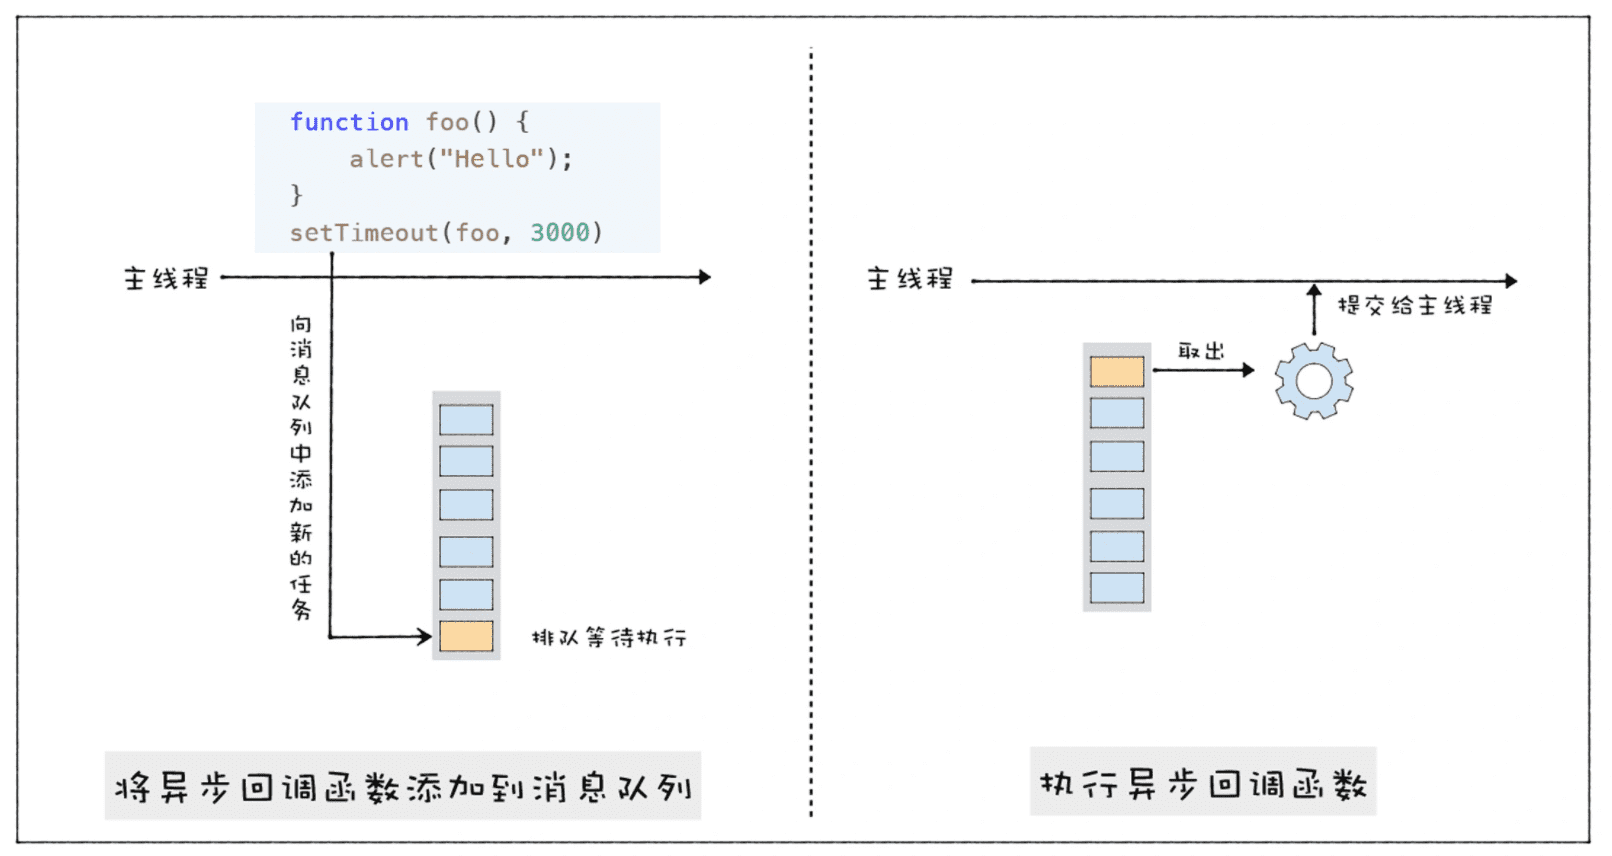 function foo() {
    alert("Hello");
}
setTimeout(foo, 3000)
主线程
向消息队列中添加新的任务
排队等待执行
将异步回调函数添加到消息队列
主线程
提交给主线程
取出
执行异步回调函数